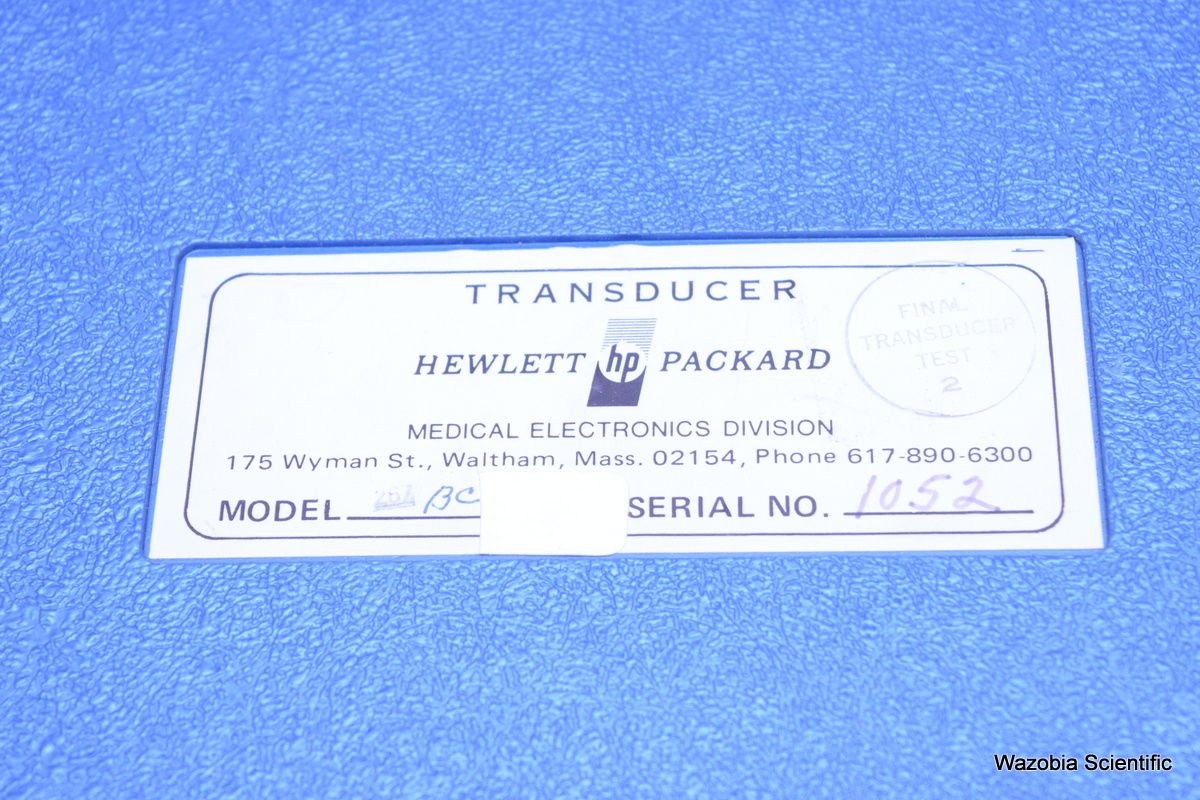 TRANSDUCER
HEWLETT hp PACKARD
MEDICAL ELECTRONICS DIVISION
175 Wyman St., Waltham, Mass. 02154, Phone 617-890-6300
MODEL 267 BC
SERIAL NO. 1052
FINAL
TRANSDUCER
TEST
2
Wazobia Scientific